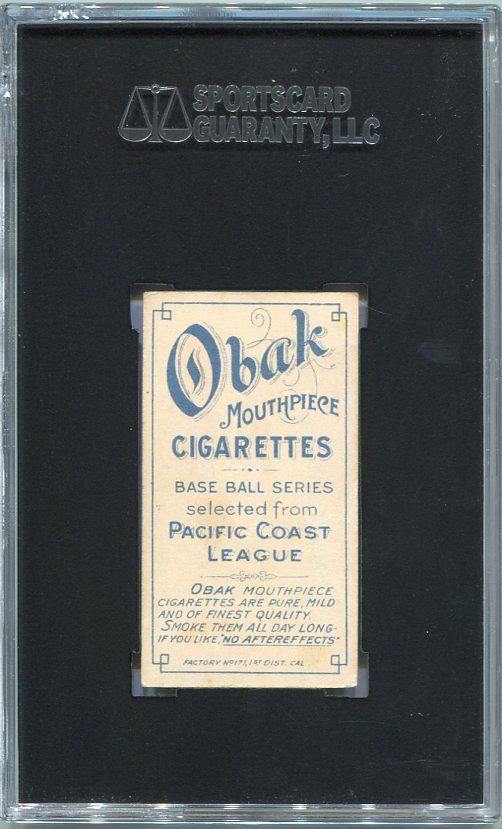 SPORTSCARD
GUARANTY, LLC
Obak
MOUTHPIECE
CIGARETTES
BASE BALL SERIES
selected from
PACIFIC COAST
LEAGUE
OBAK MOUTHPIECE
CIGARETTES ARE PURE, MILD
AND OF FINEST QUALITY.
SMOKE THEM ALL DAY LONG-
IF YOU LIKE, "NO AFTEREFFECTS"
FACTORY Nº 171, 1ST DIST. CAL.